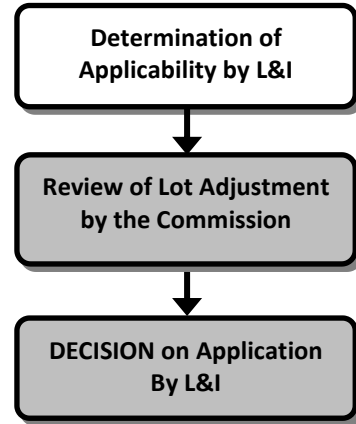 Determination of
Applicability by L&I
Review of Lot Adjustment
by the Commission
DECISION on Application
By L&I